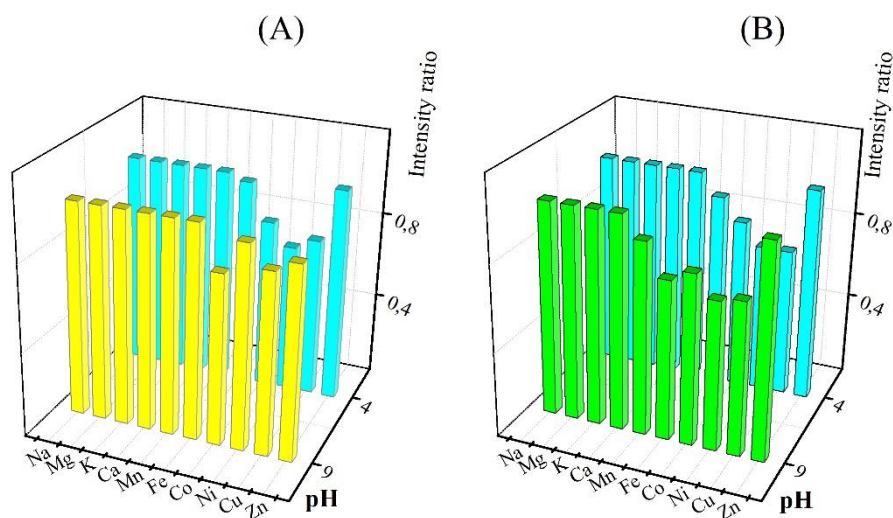 (A)
Intensity ratio
0,8
0,4
4
9
pH
Na
Mg
K
Ca
Mn
Fe
Co
Ni
Cu
Zn
(B)
Intensity ratio
0,8
0,4
4
9
pH
Na
Mg
K
Ca
Mn
Fe
Co
Ni
Cu
Zn